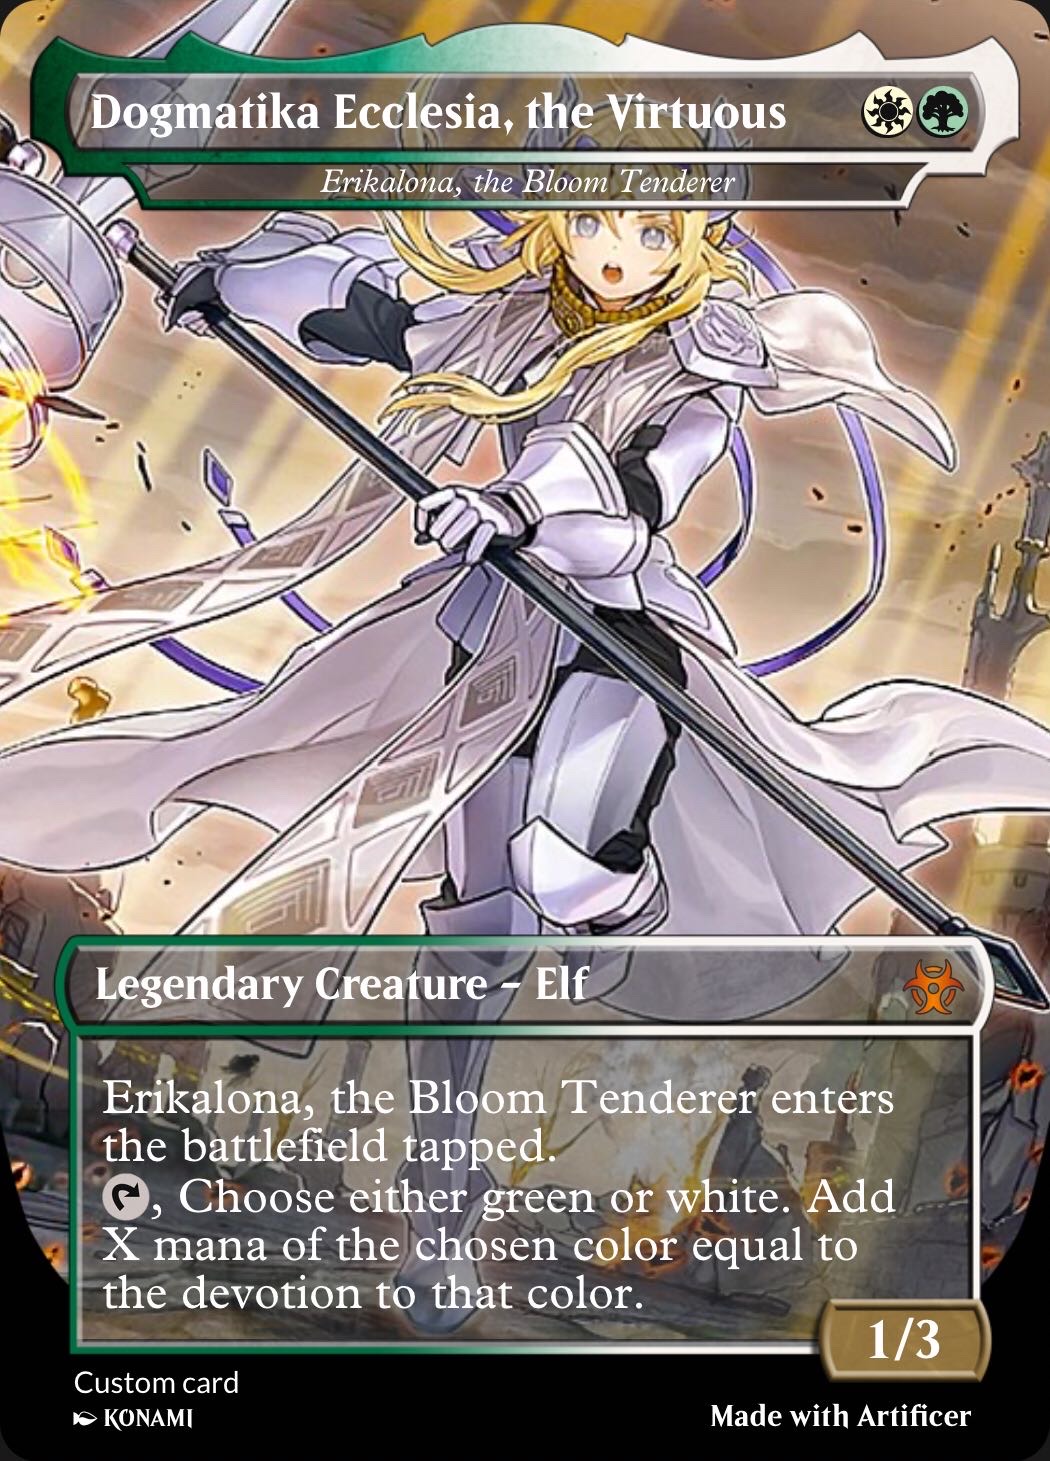 Dogmatika Ecclesia, the Virtuous
Erikalona, the Bloom Tenderer
Legendary Creature – Elf
Erikalona, the Bloom Tenderer enters
the battlefield tapped.
, Choose either green or white. Add
X mana of the chosen color equal to
the devotion to that color.
1/3
Custom card
KONAMI
Made with Artificer